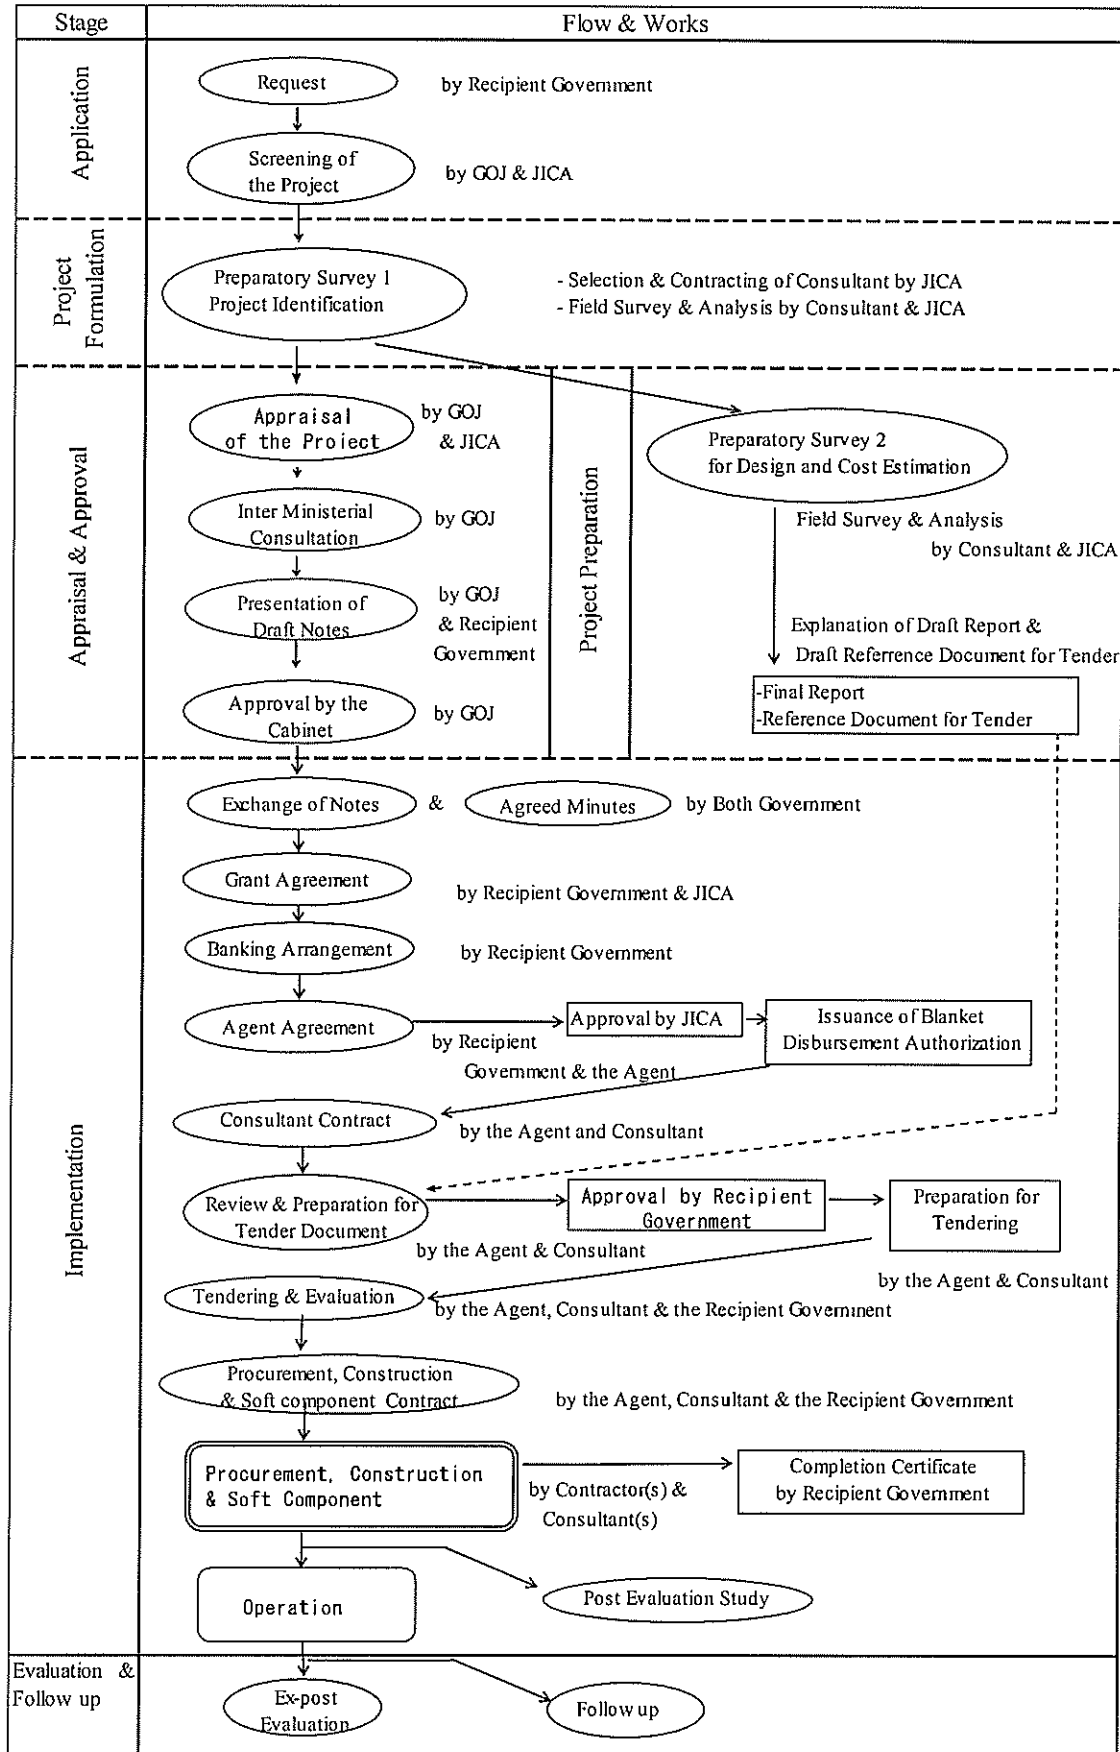 Stage
Flow & Works
Application
Request
by Recipient Government
Screening of
the Project
by GOJ & JICA
Project
Formulation
Preparatory Survey 1
Project Identification
- Selection & Contracting of Consultant by JICA
- Field Survey & Analysis by Consultant & JICA
Appraisal & Approval
Appraisal
of the Project
by GOJ
& JICA
Inter Ministerial
Consultation
by GOJ
Presentation of
Draft Notes
by GOJ
& Recipient
Government
Approval by the
Cabinet
by GOJ
Project Preparation
Preparatory Survey 2
for Design and Cost Estimation
Field Survey & Analysis
by Consultant & JICA
Explanation of Draft Report &
Draft Referrence Document for Tender
-Final Report
-Reference Document for Tender
Implementation
Exchange of Notes
&
Agreed Minutes
by Both Government
Grant Agreement
by Recipient Government & JICA
Banking Arrangement
by Recipient Government
Agent Agreement
by Recipient
Government & the Agent
Approval by JICA
Issuance of Blanket
Disbursement Authorization
Consultant Contract
by the Agent and Consultant
Review & Preparation for
Tender Document
by the Agent & Consultant
Approval by Recipient
Government
Preparation for
Tendering
by the Agent & Consultant
Tendering & Evaluation
by the Agent, Consultant & the Recipient Government
Procurement, Construction
& Soft component Contract
by the Agent, Consultant & the Recipient Government
Procurement, Construction
& Soft Component
by Contractor(s) &
Consultant(s)
Completion Certificate
by Recipient Government
Operation
Post Evaluation Study
Evaluation &
Follow up
Ex-post
Evaluation
Follow up